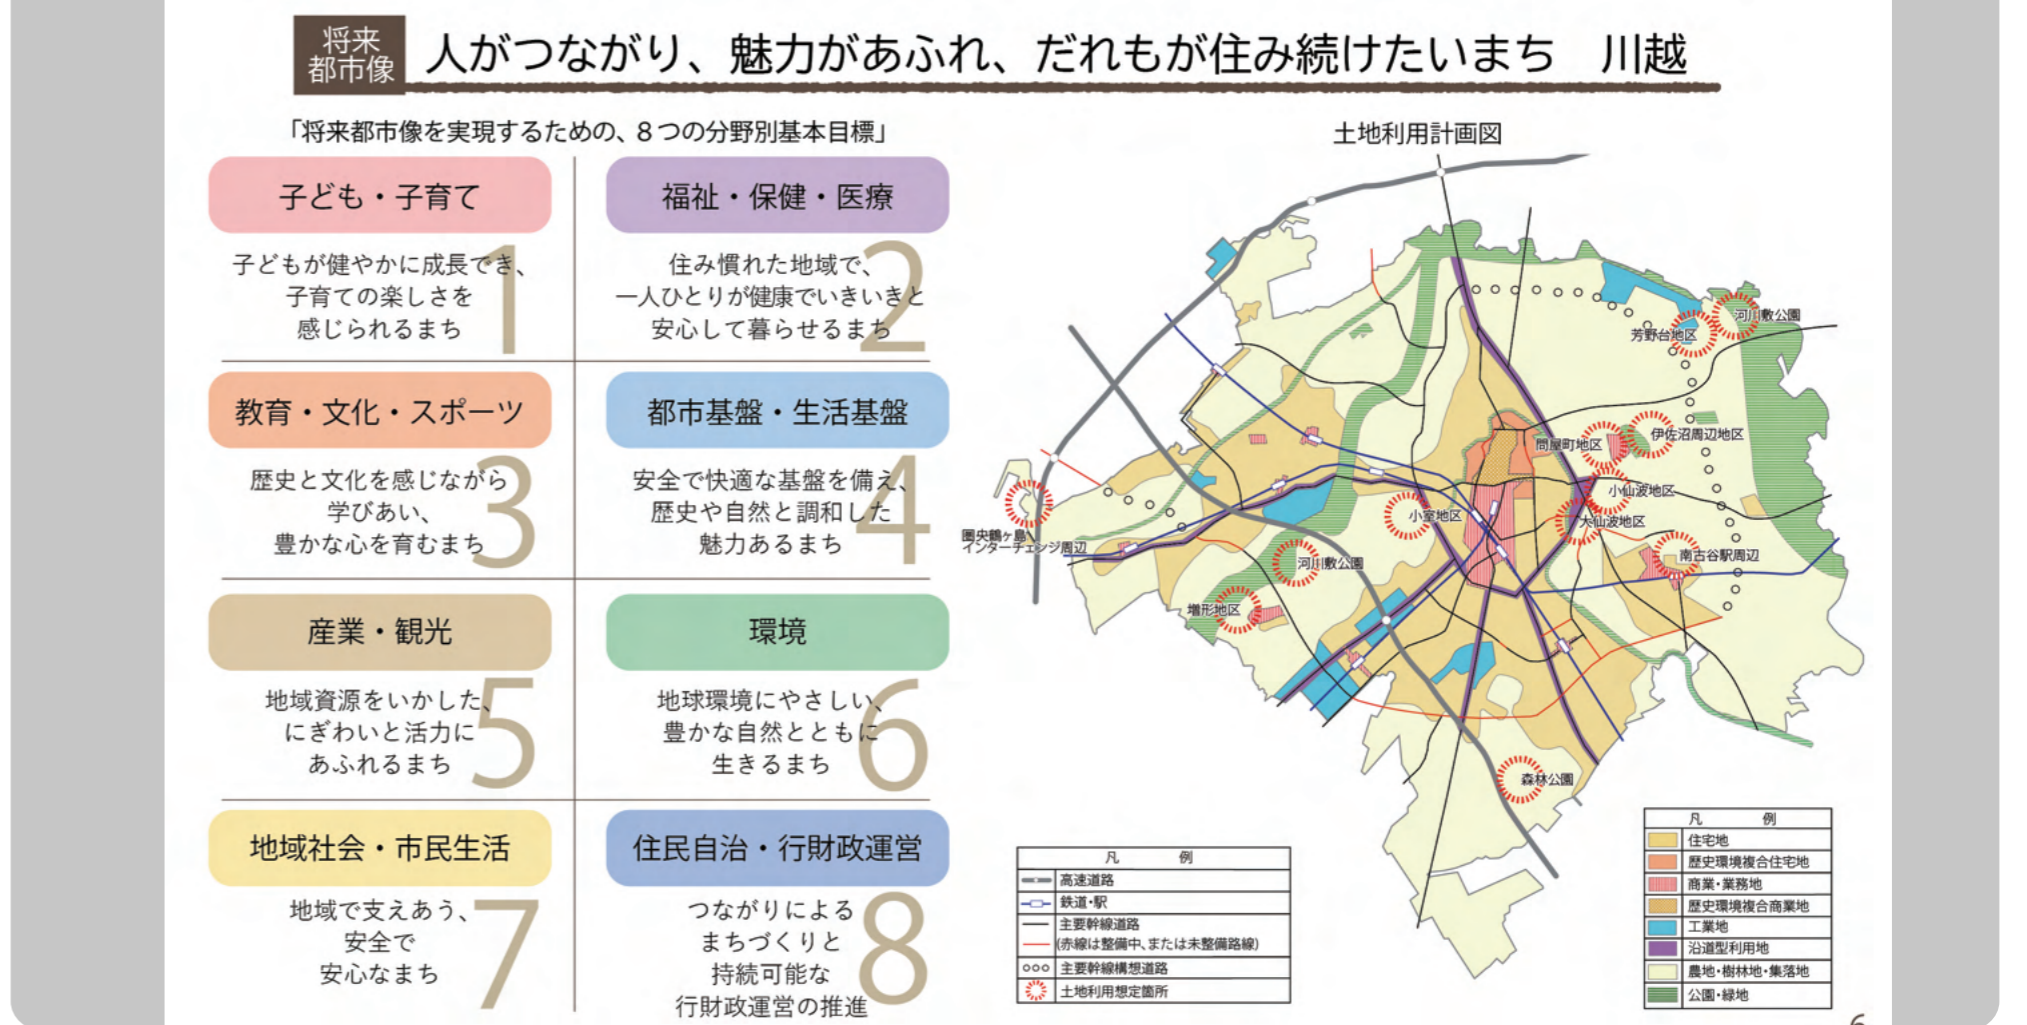 将来
都市像
人がつながり、魅力があふれ、だれもが住み続けたいまち　川越
「将来都市像を実現するための、８つの分野別基本目標」
子ども・子育て
1
子どもが健やかに成長でき、
子育ての楽しさを
感じられるまち
福祉・保健・医療
2
住み慣れた地域で、
一人ひとりが健康でいきいきと
安心して暮らせるまち
教育・文化・スポーツ
3
歴史と文化を感じながら
学びあい、
豊かな心を育むまち
都市基盤・生活基盤
4
安全で快適な基盤を備え、
歴史や自然と調和した
魅力あるまち
産業・観光
5
地域資源をいかした、
にぎわいと活力に
あふれるまち
環境
6
地球環境にやさしい、
豊かな自然とともに
生きるまち
地域社会・市民生活
7
地域で支えあう、
安全で
安心なまち
住民自治・行財政運営
8
つながりによる
まちづくりと
持続可能な
行財政運営の推進
土地利用計画図
河川敷公園
芳野台地区
伊佐沼周辺地区
問屋町地区
小仙波地区
小室地区
大仙波地区
圏央鶴ヶ島
インターチェンジ周辺
南古谷駅周辺
河川敷公園
増形地区
森林公園
凡　例
高速道路
鉄道・駅
主要幹線道路
(赤線は整備中、または未整備路線)
主要幹線構想道路
土地利用想定箇所
凡　例
住宅地
歴史環境複合住宅地
商業・業務地
歴史環境複合商業地
工業地
沿道型利用地
農地・樹林地・集落地
公園・緑地
6